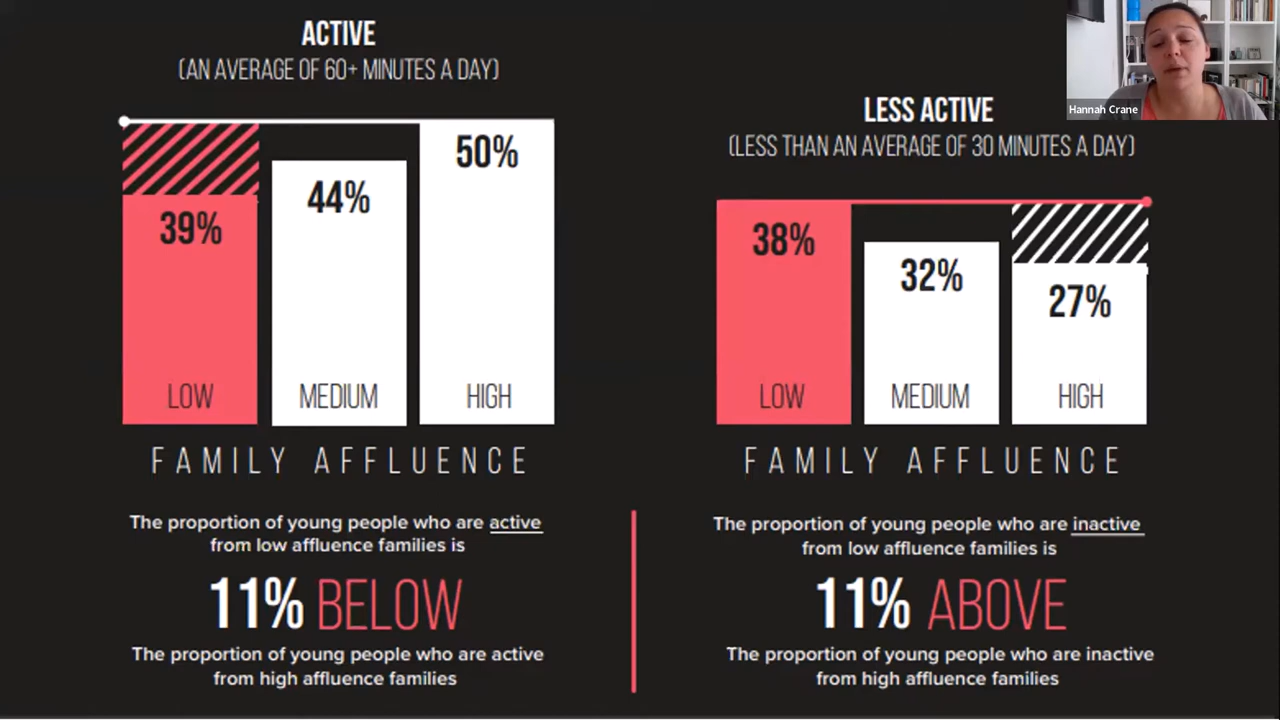 ACTIVE
(AN AVERAGE OF 60+ MINUTES A DAY)
39%
44%
50%
LOW
MEDIUM
HIGH
FAMILY AFFLUENCE
The proportion of young people who are active
from low affluence families is
11% BELOW
The proportion of young people who are active
from high affluence families
Hannah Crane
LESS ACTIVE
(LESS THAN AN AVERAGE OF 30 MINUTES A DAY)
38%
32%
27%
LOW
MEDIUM
HIGH
FAMILY AFFLUENCE
The proportion of young people who are inactive
from low affluence families is
11% ABOVE
The proportion of young people who are inactive
from high affluence families